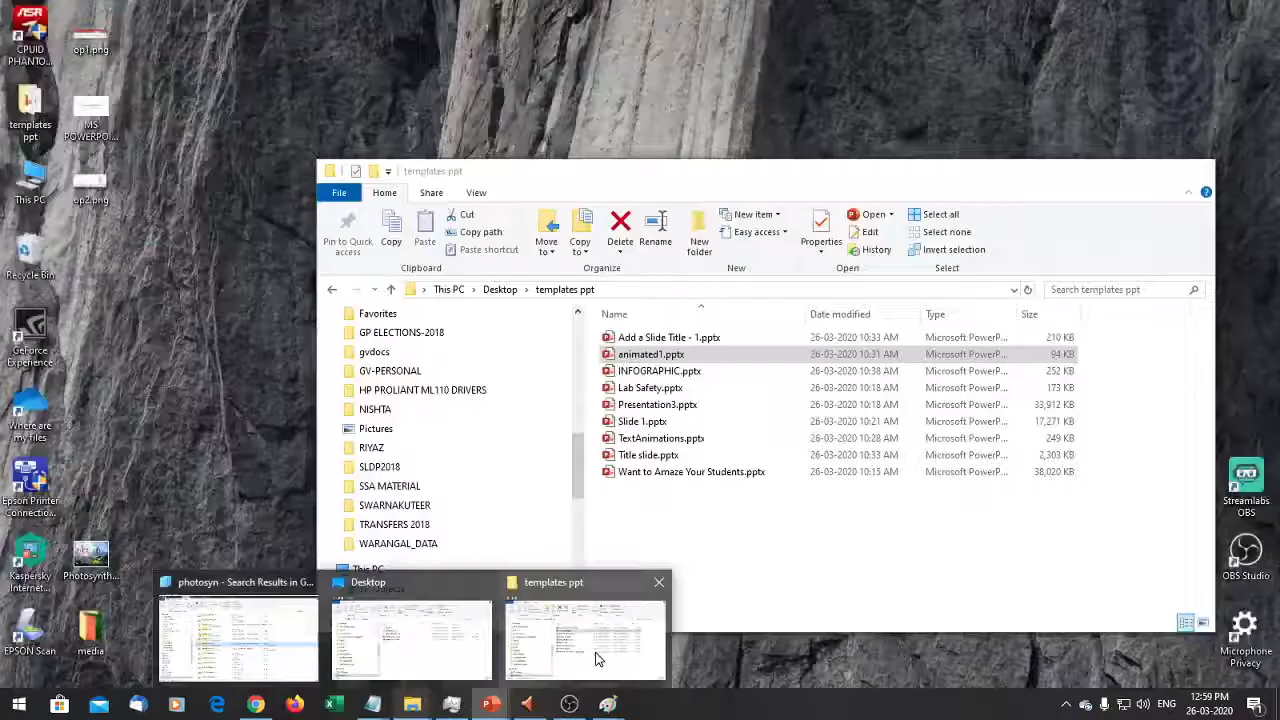 CPUID
PHANTO...
op1.png
templates
ppt
MS
POWERPOI...
This PC
op2.png
Recycle Bin
GeForce
Experience
Where are
my files
Epson Printer
Connectio...
Kaspersky
Internet...
Photosynth...
EPSON Scan
media
Streamlabs
OBS
OBS Studio
Microphone
Privacy ...
templates ppt
File
Home
Share
View
Pin to Quick
access
Copy
Paste
Cut
Copy path
Paste shortcut
Clipboard
Move
to
Copy
to
Delete
Rename
Organize
New
folder
New item
Easy access
New
Properties
Open
Edit
History
Open
Select all
Select none
Invert selection
Select
This PC > Desktop > templates ppt
Search templates ppt
Favorites
GP ELECTIONS-2018
gvdocs
GV-PERSONAL
HP PROLIANT ML110 DRIVERS
NISHTA
Pictures
RIYAZ
SLDP2018
SSA MATERIAL
SWARNAKUTEER
TRANSFERS 2018
WARANGAL_DATA
This PC
Name Date modified Type Size
Add a Slide Title - 1.pptx 26-03-2020 10:33 AM Microsoft PowerP... 210 KB
animated1.pptx 26-03-2020 10:31 AM Microsoft PowerP... 94 KB
INFOGRAPHIC.pptx 26-03-2020 10:38 AM Microsoft PowerP... 252 KB
Lab Safety.pptx 26-03-2020 10:18 AM Microsoft PowerP... 173 KB
Presentation3.pptx 26-03-2020 10:18 AM Microsoft PowerP... 33,912 KB
Slide 1.pptx 26-03-2020 10:21 AM Microsoft PowerP... 17,271 KB
TextAnimations.pptx 26-03-2020 10:28 AM Microsoft PowerP... 249 KB
Title slide.pptx 26-03-2020 10:33 AM Microsoft PowerP... 2,303 KB
Want to Amaze Your Students.pptx 26-03-2020 10:15 AM Microsoft PowerP... 38,020 KB
photosyn - Search Results in G...
Desktop
templates ppt
ENG
12:59 PM
26-03-2020